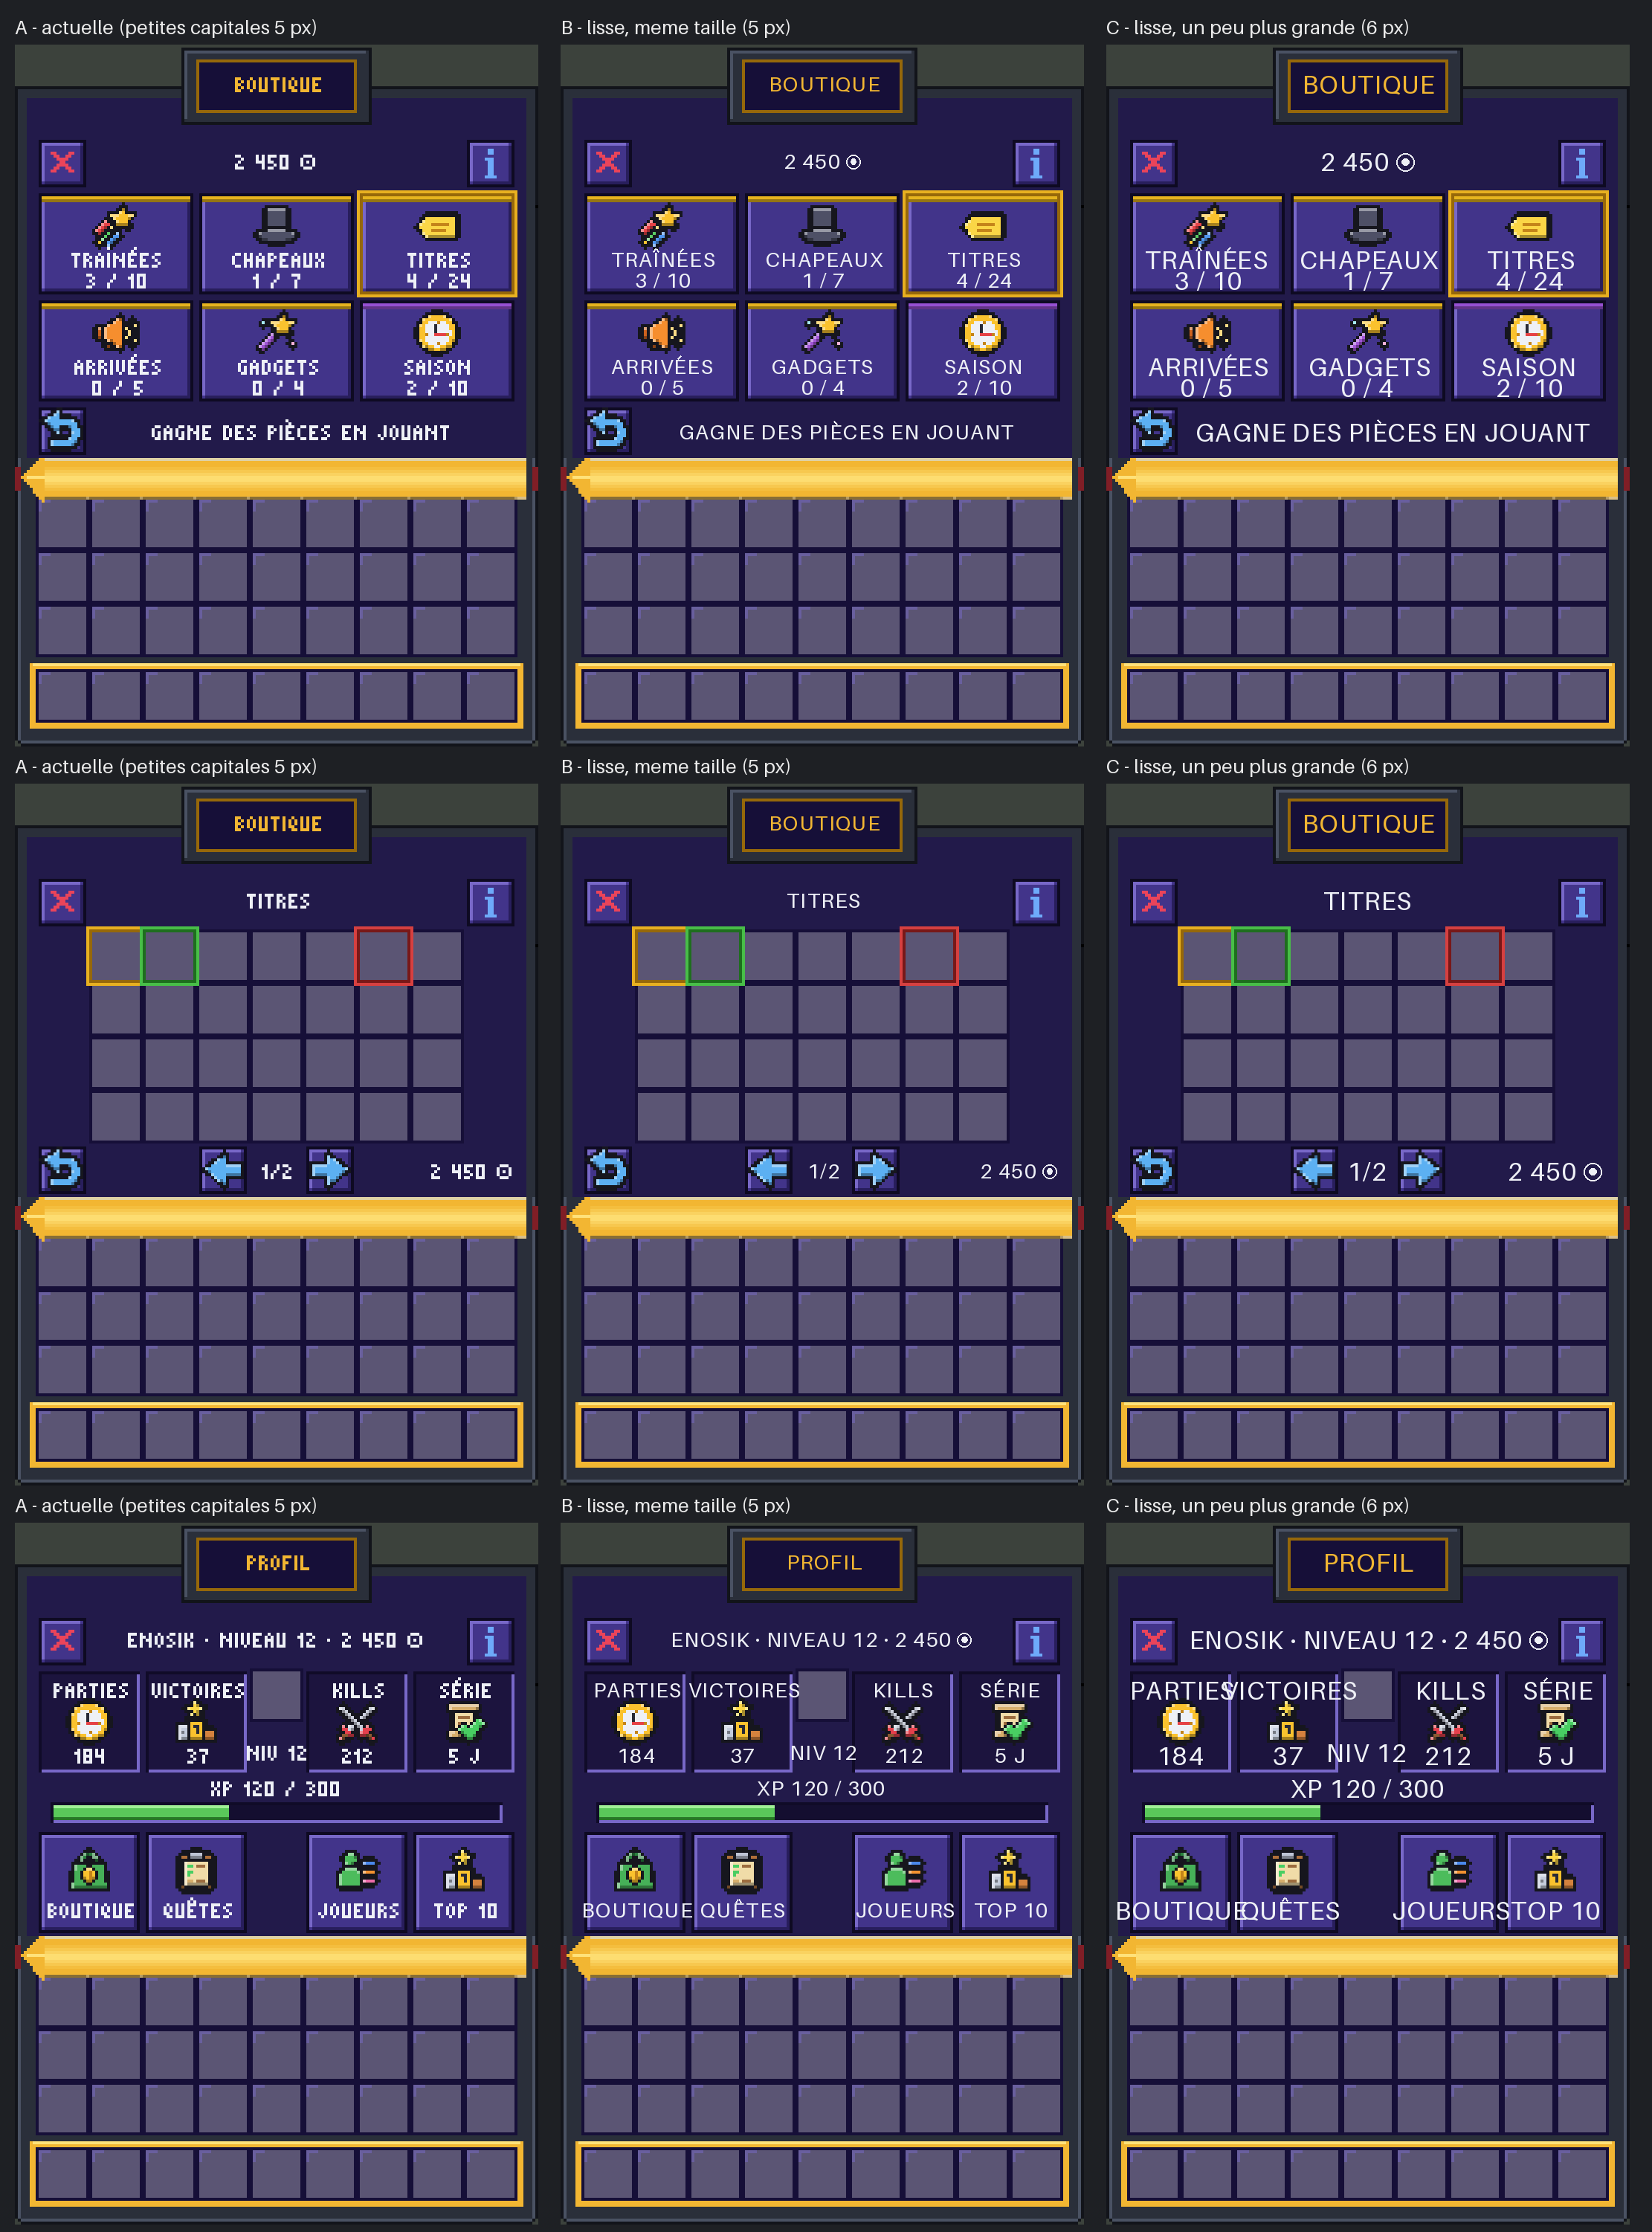 A - actuelle (petites capitales 5 px)
BOUTIQUE
2 450
i
TRAÎNÉES
3 / 10
CHAPEAUX
1 / 7
TITRES
4 / 24
ARRIVÉES
0 / 5
GADGETS
0 / 4
SAISON
2 / 10
GAGNE DES PIÈCES EN JOUANT
B - lisse, meme taille (5 px)
BOUTIQUE
2 450
i
TRAÎNÉES
3 / 10
CHAPEAUX
1 / 7
TITRES
4 / 24
ARRIVÉES
0 / 5
GADGETS
0 / 4
SAISON
2 / 10
GAGNE DES PIÈCES EN JOUANT
C - lisse, un peu plus grande (6 px)
BOUTIQUE
2 450
i
TRAÎNÉES
3 / 10
CHAPEAUX
1 / 7
TITRES
4 / 24
ARRIVÉES
0 / 5
GADGETS
0 / 4
SAISON
2 / 10
GAGNE DES PIÈCES EN JOUANT
A - actuelle (petites capitales 5 px)
BOUTIQUE
TITRES
i
1/2
2 450
B - lisse, meme taille (5 px)
BOUTIQUE
TITRES
i
1/2
2 450
C - lisse, un peu plus grande (6 px)
BOUTIQUE
TITRES
i
1/2
2 450
A - actuelle (petites capitales 5 px)
PROFIL
ENOSIK · NIVEAU 12 · 2 450
i
PARTIES
184
VICTOIRES
37
NIV 12
KILLS
212
SÉRIE
5 J
XP 120 / 300
BOUTIQUE
QUÊTES
JOUEURS
TOP 10
B - lisse, meme taille (5 px)
PROFIL
ENOSIK · NIVEAU 12 · 2 450
i
PARTIES
184
VICTOIRES
37
NIV 12
KILLS
212
SÉRIE
5 J
XP 120 / 300
BOUTIQUE
QUÊTES
JOUEURS
TOP 10
C - lisse, un peu plus grande (6 px)
PROFIL
ENOSIK · NIVEAU 12 · 2 450
i
PARTIES
184
VICTOIRES
37
NIV 12
KILLS
212
SÉRIE
5 J
XP 120 / 300
BOUTIQUE
QUÊTES
JOUEURS
TOP 10